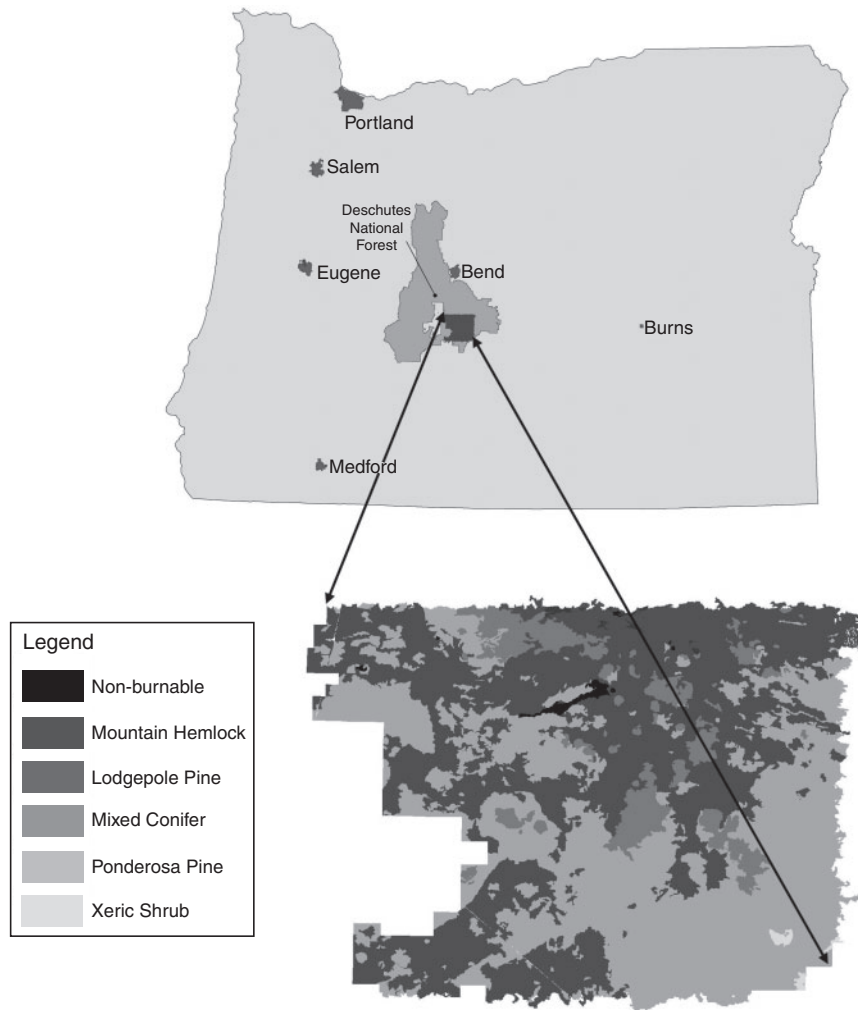 Portland
Salem
Deschutes
National
Forest
Eugene
Bend
Burns
Medford
Legend
Non-burnable
Mountain Hemlock
Lodgepole Pine
Mixed Conifer
Ponderosa Pine
Xeric Shrub